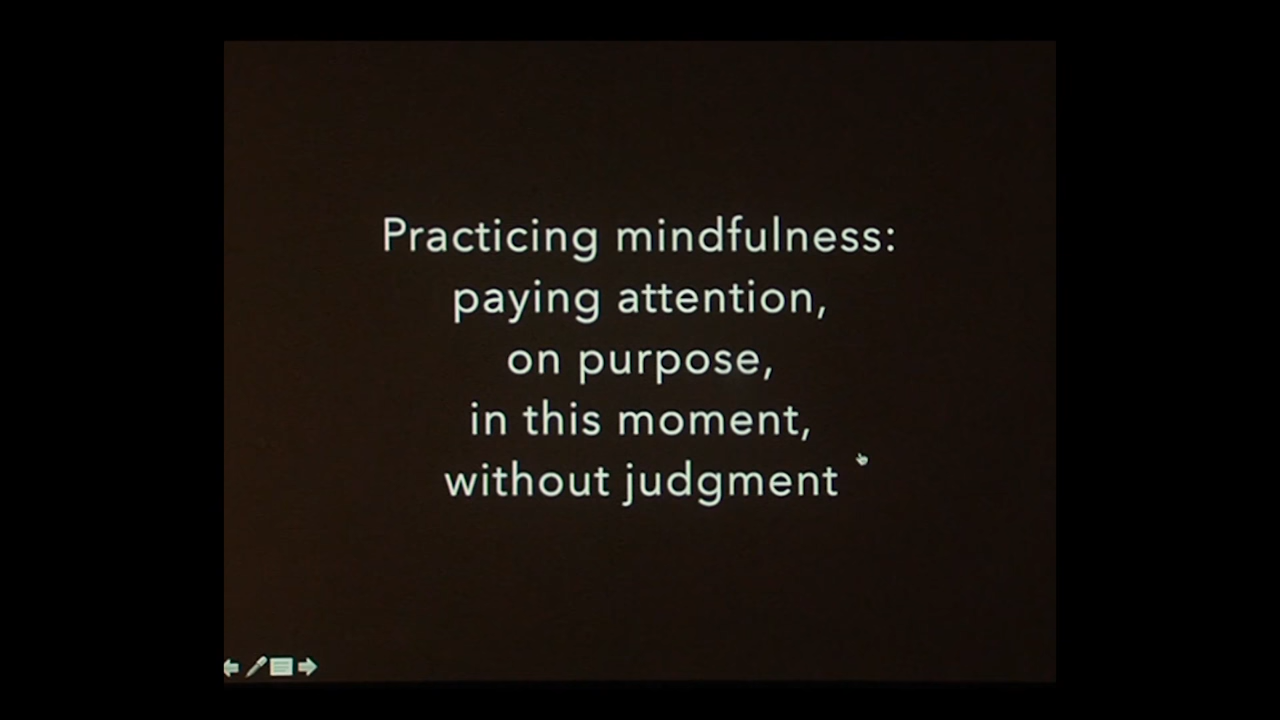 Practicing mindfulness:
paying attention,
on purpose,
in this moment,
without judgment